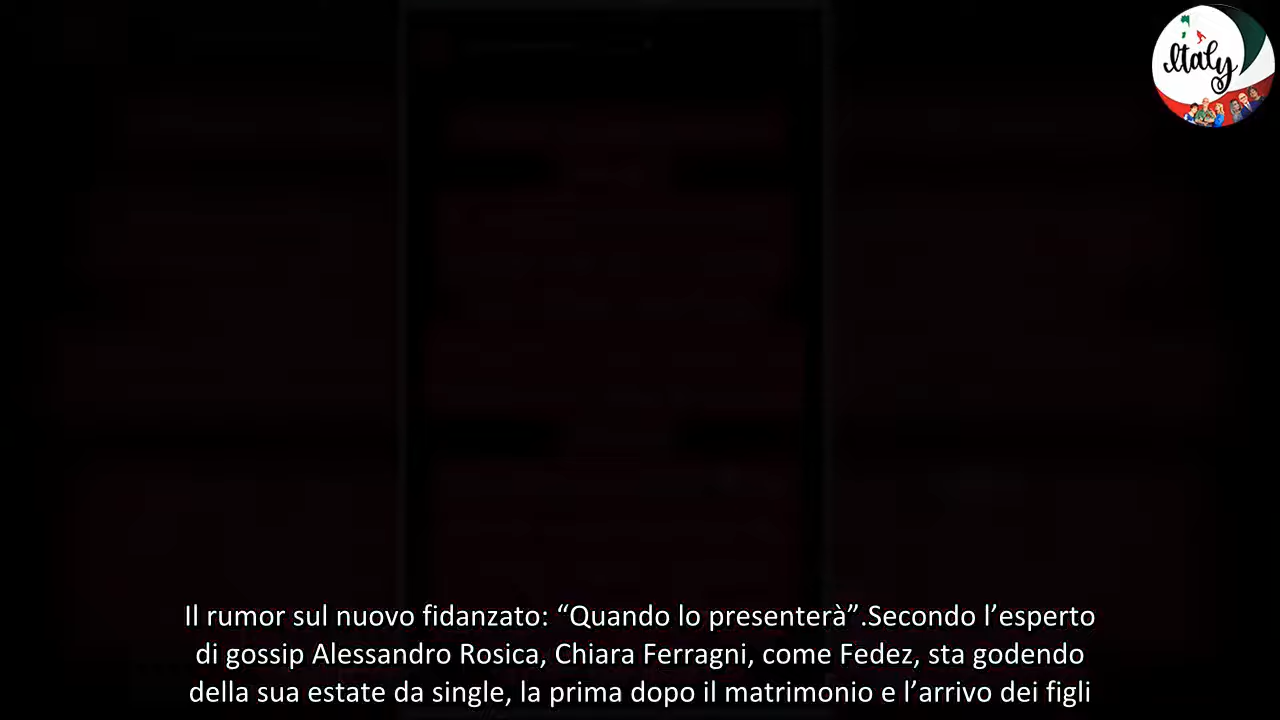 Italy
Il rumor sul nuovo fidanzato: “Quando lo presenterà”.Secondo l’esperto
di gossip Alessandro Rosica, Chiara Ferragni, come Fedez, sta godendo
della sua estate da single, la prima dopo il matrimonio e l’arrivo dei figli